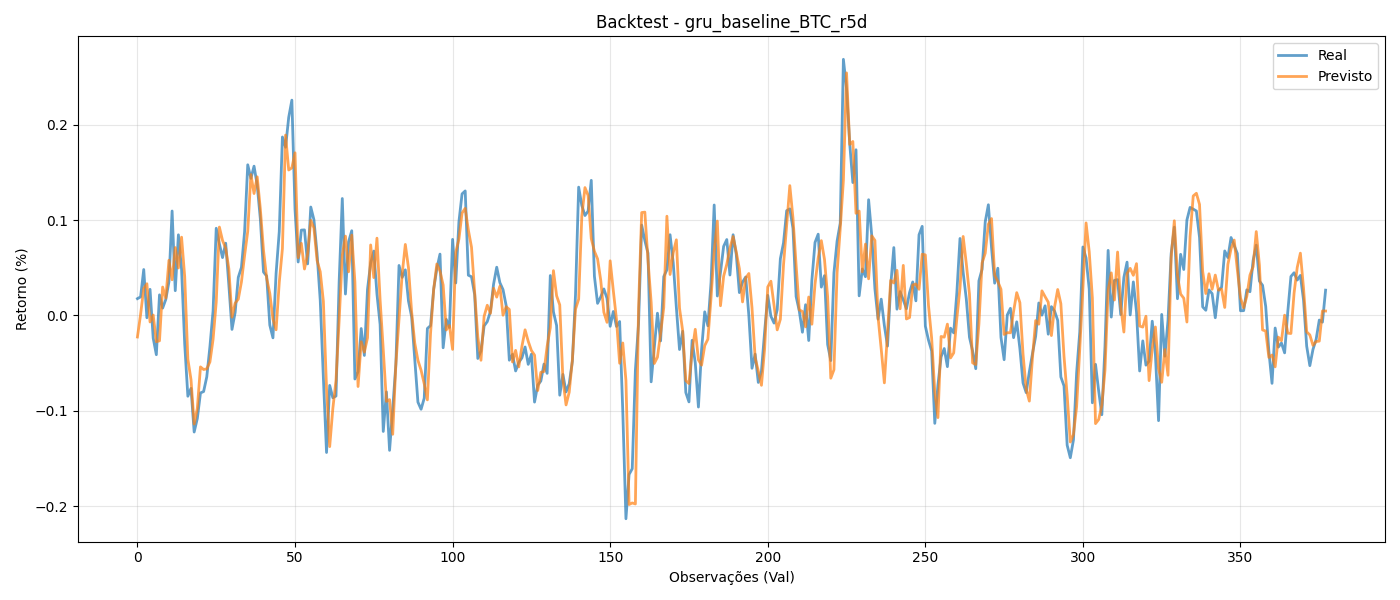 Backtest - gru_baseline_BTC_r5d
Real
Previsto
Retorno (%)
0.2
0.1
0.0
−0.1
−0.2
0 50 100 150 200 250 300 350
Observações (Val)